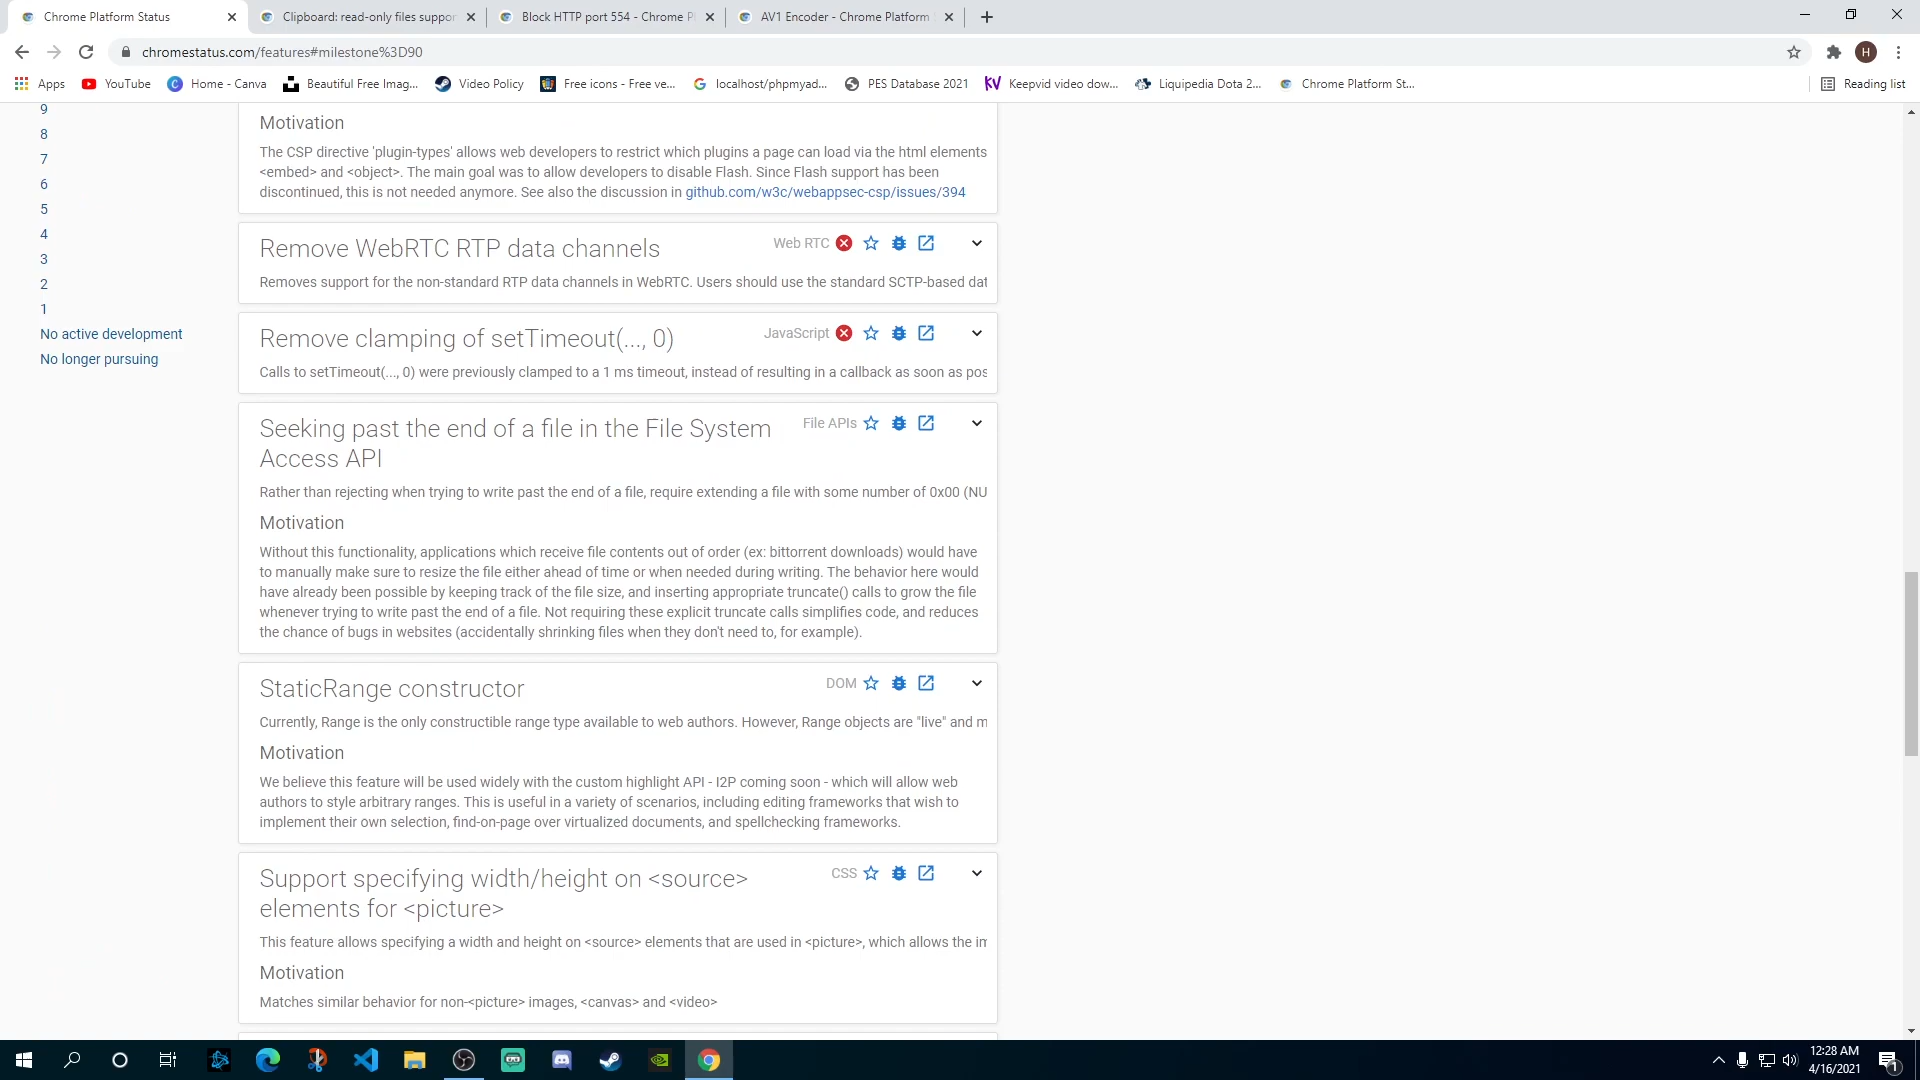 Chrome Platform Status
Clipboard: read-only files suppor
Block HTTP port 554 - Chrome P
AV1 Encoder - Chrome Platform
chromestatus.com/features#milestone%3D90
H
Apps
YouTube
Home - Canva
Beautiful Free Imag...
Video Policy
Free icons - Free ve...
localhost/phpmyad...
PES Database 2021
Keepvid video dow...
Liquipedia Dota 2...
Chrome Platform St...
Reading list
9
8
7
6
5
4
3
2
1
No active development
No longer pursuing
Motivation
The CSP directive 'plugin-types' allows web developers to restrict which plugins a page can load via the html elements
<embed> and <object>. The main goal was to allow developers to disable Flash. Since Flash support has been
discontinued, this is not needed anymore. See also the discussion in github.com/w3c/webappsec-csp/issues/394
Remove WebRTC RTP data channels
Web RTC
Removes support for the non-standard RTP data channels in WebRTC. Users should use the standard SCTP-based dat
Remove clamping of setTimeout(..., 0)
JavaScript
Calls to setTimeout(..., 0) were previously clamped to a 1 ms timeout, instead of resulting in a callback as soon as pos
Seeking past the end of a file in the File System
Access API
File APIs
Rather than rejecting when trying to write past the end of a file, require extending a file with some number of 0x00 (NU
Motivation
Without this functionality, applications which receive file contents out of order (ex: bittorrent downloads) would have
to manually make sure to resize the file either ahead of time or when needed during writing. The behavior here would
have already been possible by keeping track of the file size, and inserting appropriate truncate() calls to grow the file
whenever trying to write past the end of a file. Not requiring these explicit truncate calls simplifies code, and reduces
the chance of bugs in websites (accidentally shrinking files when they don't need to, for example).
StaticRange constructor
DOM
Currently, Range is the only constructible range type available to web authors. However, Range objects are "live" and m
Motivation
We believe this feature will be used widely with the custom highlight API - I2P coming soon - which will allow web
authors to style arbitrary ranges. This is useful in a variety of scenarios, including editing frameworks that wish to
implement their own selection, find-on-page over virtualized documents, and spellchecking frameworks.
Support specifying width/height on <source>
elements for <picture>
CSS
This feature allows specifying a width and height on <source> elements that are used in <picture>, which allows the im
Motivation
Matches similar behavior for non-<picture> images, <canvas> and <video>
12:28 AM
4/16/2021
1